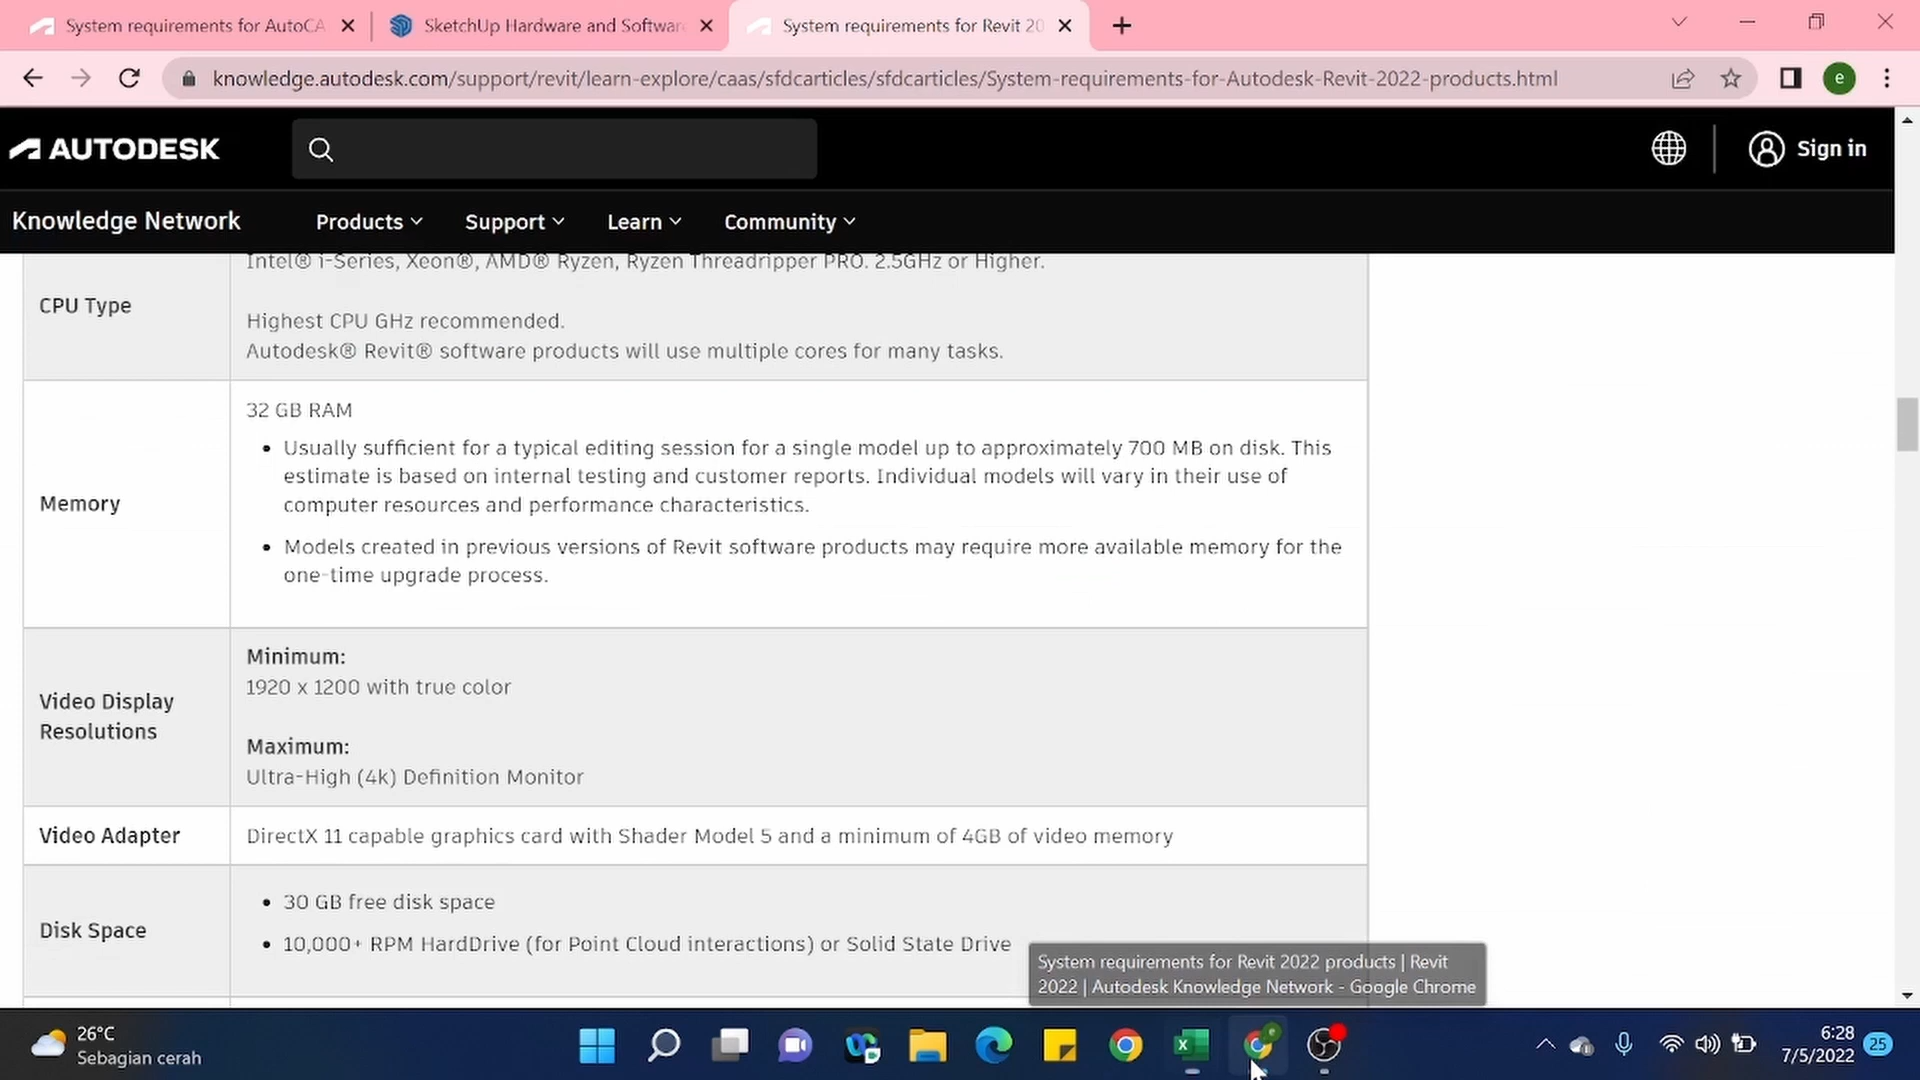 System requirements for AutoCA
SketchUp Hardware and Softwar
System requirements for Revit 20
knowledge.autodesk.com/support/revit/learn-explore/caas/sfdcarticles/sfdcarticles/System-requirements-for-Autodesk-Revit-2022-products.html
e
AUTODESK
Sign in
Knowledge Network
Products
Support
Learn
Community
Intel® i-Series, Xeon®, AMD® Ryzen, Ryzen Threadripper PRO. 2.5GHz or Higher.
CPU Type
Highest CPU GHz recommended.
Autodesk® Revit® software products will use multiple cores for many tasks.
Memory
32 GB RAM
• Usually sufficient for a typical editing session for a single model up to approximately 700 MB on disk. This
estimate is based on internal testing and customer reports. Individual models will vary in their use of
computer resources and performance characteristics.
• Models created in previous versions of Revit software products may require more available memory for the
one-time upgrade process.
Video Display
Resolutions
Minimum:
1920 x 1200 with true color
Maximum:
Ultra-High (4k) Definition Monitor
Video Adapter
DirectX 11 capable graphics card with Shader Model 5 and a minimum of 4GB of video memory
Disk Space
• 30 GB free disk space
• 10,000+ RPM HardDrive (for Point Cloud interactions) or Solid State Drive
System requirements for Revit 2022 products | Revit
2022 | Autodesk Knowledge Network - Google Chrome
26°C
Sebagian cerah
6:28
7/5/2022
25